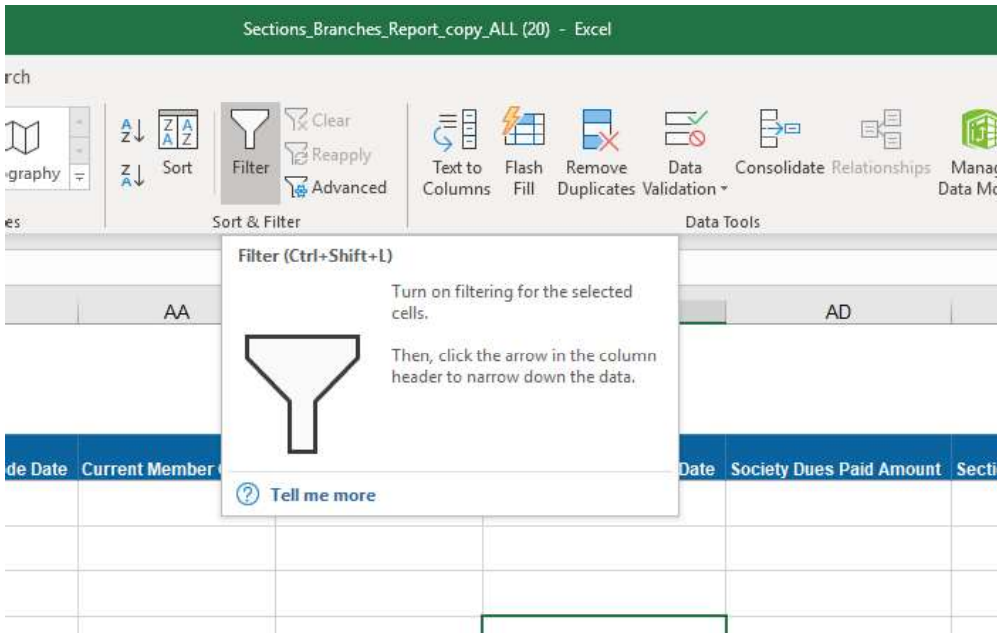 Sections_Branches_Report_copy_ALL (20) - Excel
rch
Clear
Reapply
Advanced
ography
Sort
Filter
Text to Columns
Flash Fill
Remove Duplicates
Data Validation
Consolidate
Relationships
Manag
Data Mo
es
Sort & Filter
Data Tools
Filter (Ctrl+Shift+L)
Turn on filtering for the selected
cells.
Then, click the arrow in the column
header to narrow down the data.
Tell me more
AA
AD
de Date
Current Member
Date
Society Dues Paid Amount
Secti